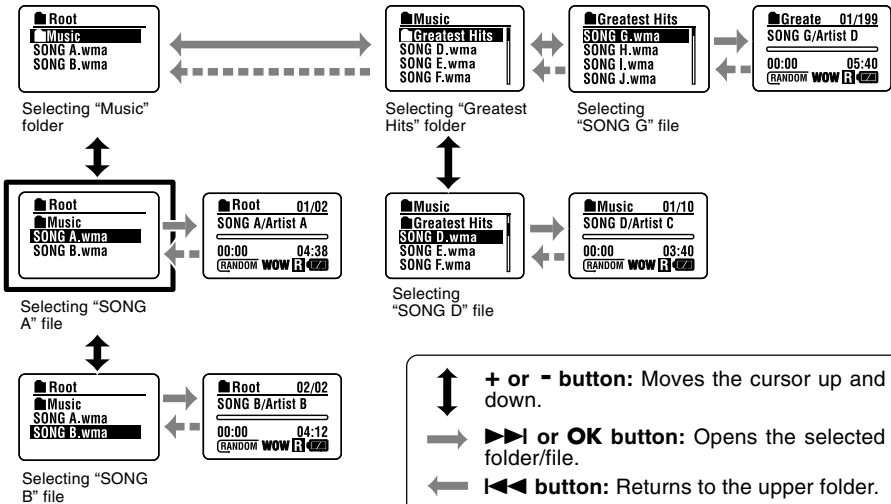 Root
Music
SONG A.wma
SONG B.wma
Selecting “Music”
folder
Music
Greatest Hits
SONG D.wma
SONG E.wma
SONG F.wma
Selecting “Greatest
Hits” folder
Greatest Hits
SONG G.wma
SONG H.wma
SONG I.wma
SONG J.wma
Selecting
“SONG G” file
Greate 01/199
SONG G/Artist D
00:00 05:40
RANDOM WOW R
Root
Music
SONG A.wma
SONG B.wma
Selecting “SONG
A” file
Root 01/02
SONG A/Artist A
00:00 04:38
RANDOM WOW R
Music
Greatest Hits
SONG D.wma
SONG E.wma
SONG F.wma
Selecting
“SONG D” file
Music 01/10
SONG D/Artist C
00:00 03:40
RANDOM WOW R
Root
Music
SONG A.wma
SONG B.wma
Selecting “SONG
B” file
Root 02/02
SONG B/Artist B
00:00 04:12
RANDOM WOW R
+ or - button: Moves the cursor up and
down.
or OK button: Opens the selected
folder/file.
button: Returns to the upper folder.